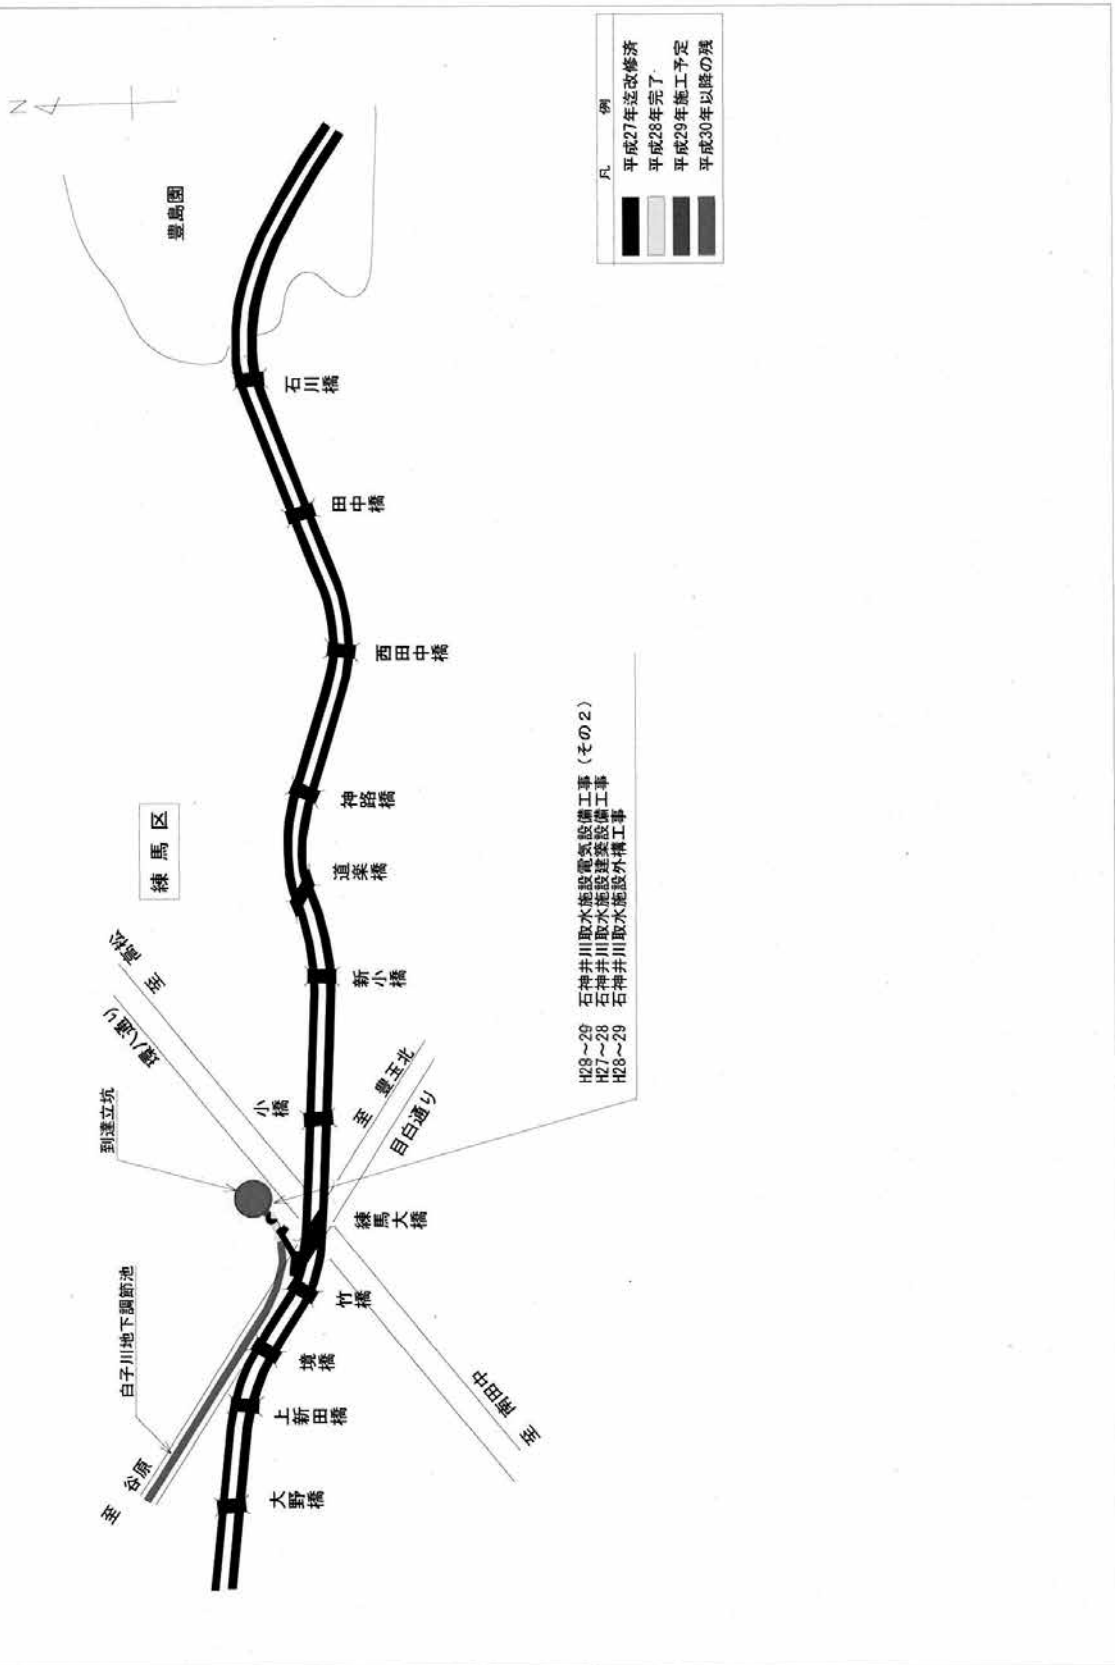 N
豊島園
凡　例
平成27年迄改修済
平成28年完了
平成29年施工予定
平成30年以降の残
練馬区
石川橋
田中橋
西田中橋
神路橋
道楽橋
新小橋
小橋
練馬大橋
竹橋
境橋
上新田橋
大野橋
至 高松
環八通り
到達立坑
至 豊玉北
目白通り
白子川地下調節池
至 谷原
至 南田中
H28～29 石神井川取水施設電気設備工事（その2）
H27～28 石神井川取水施設建築設備工事
H28～29 石神井川取水施設外構工事